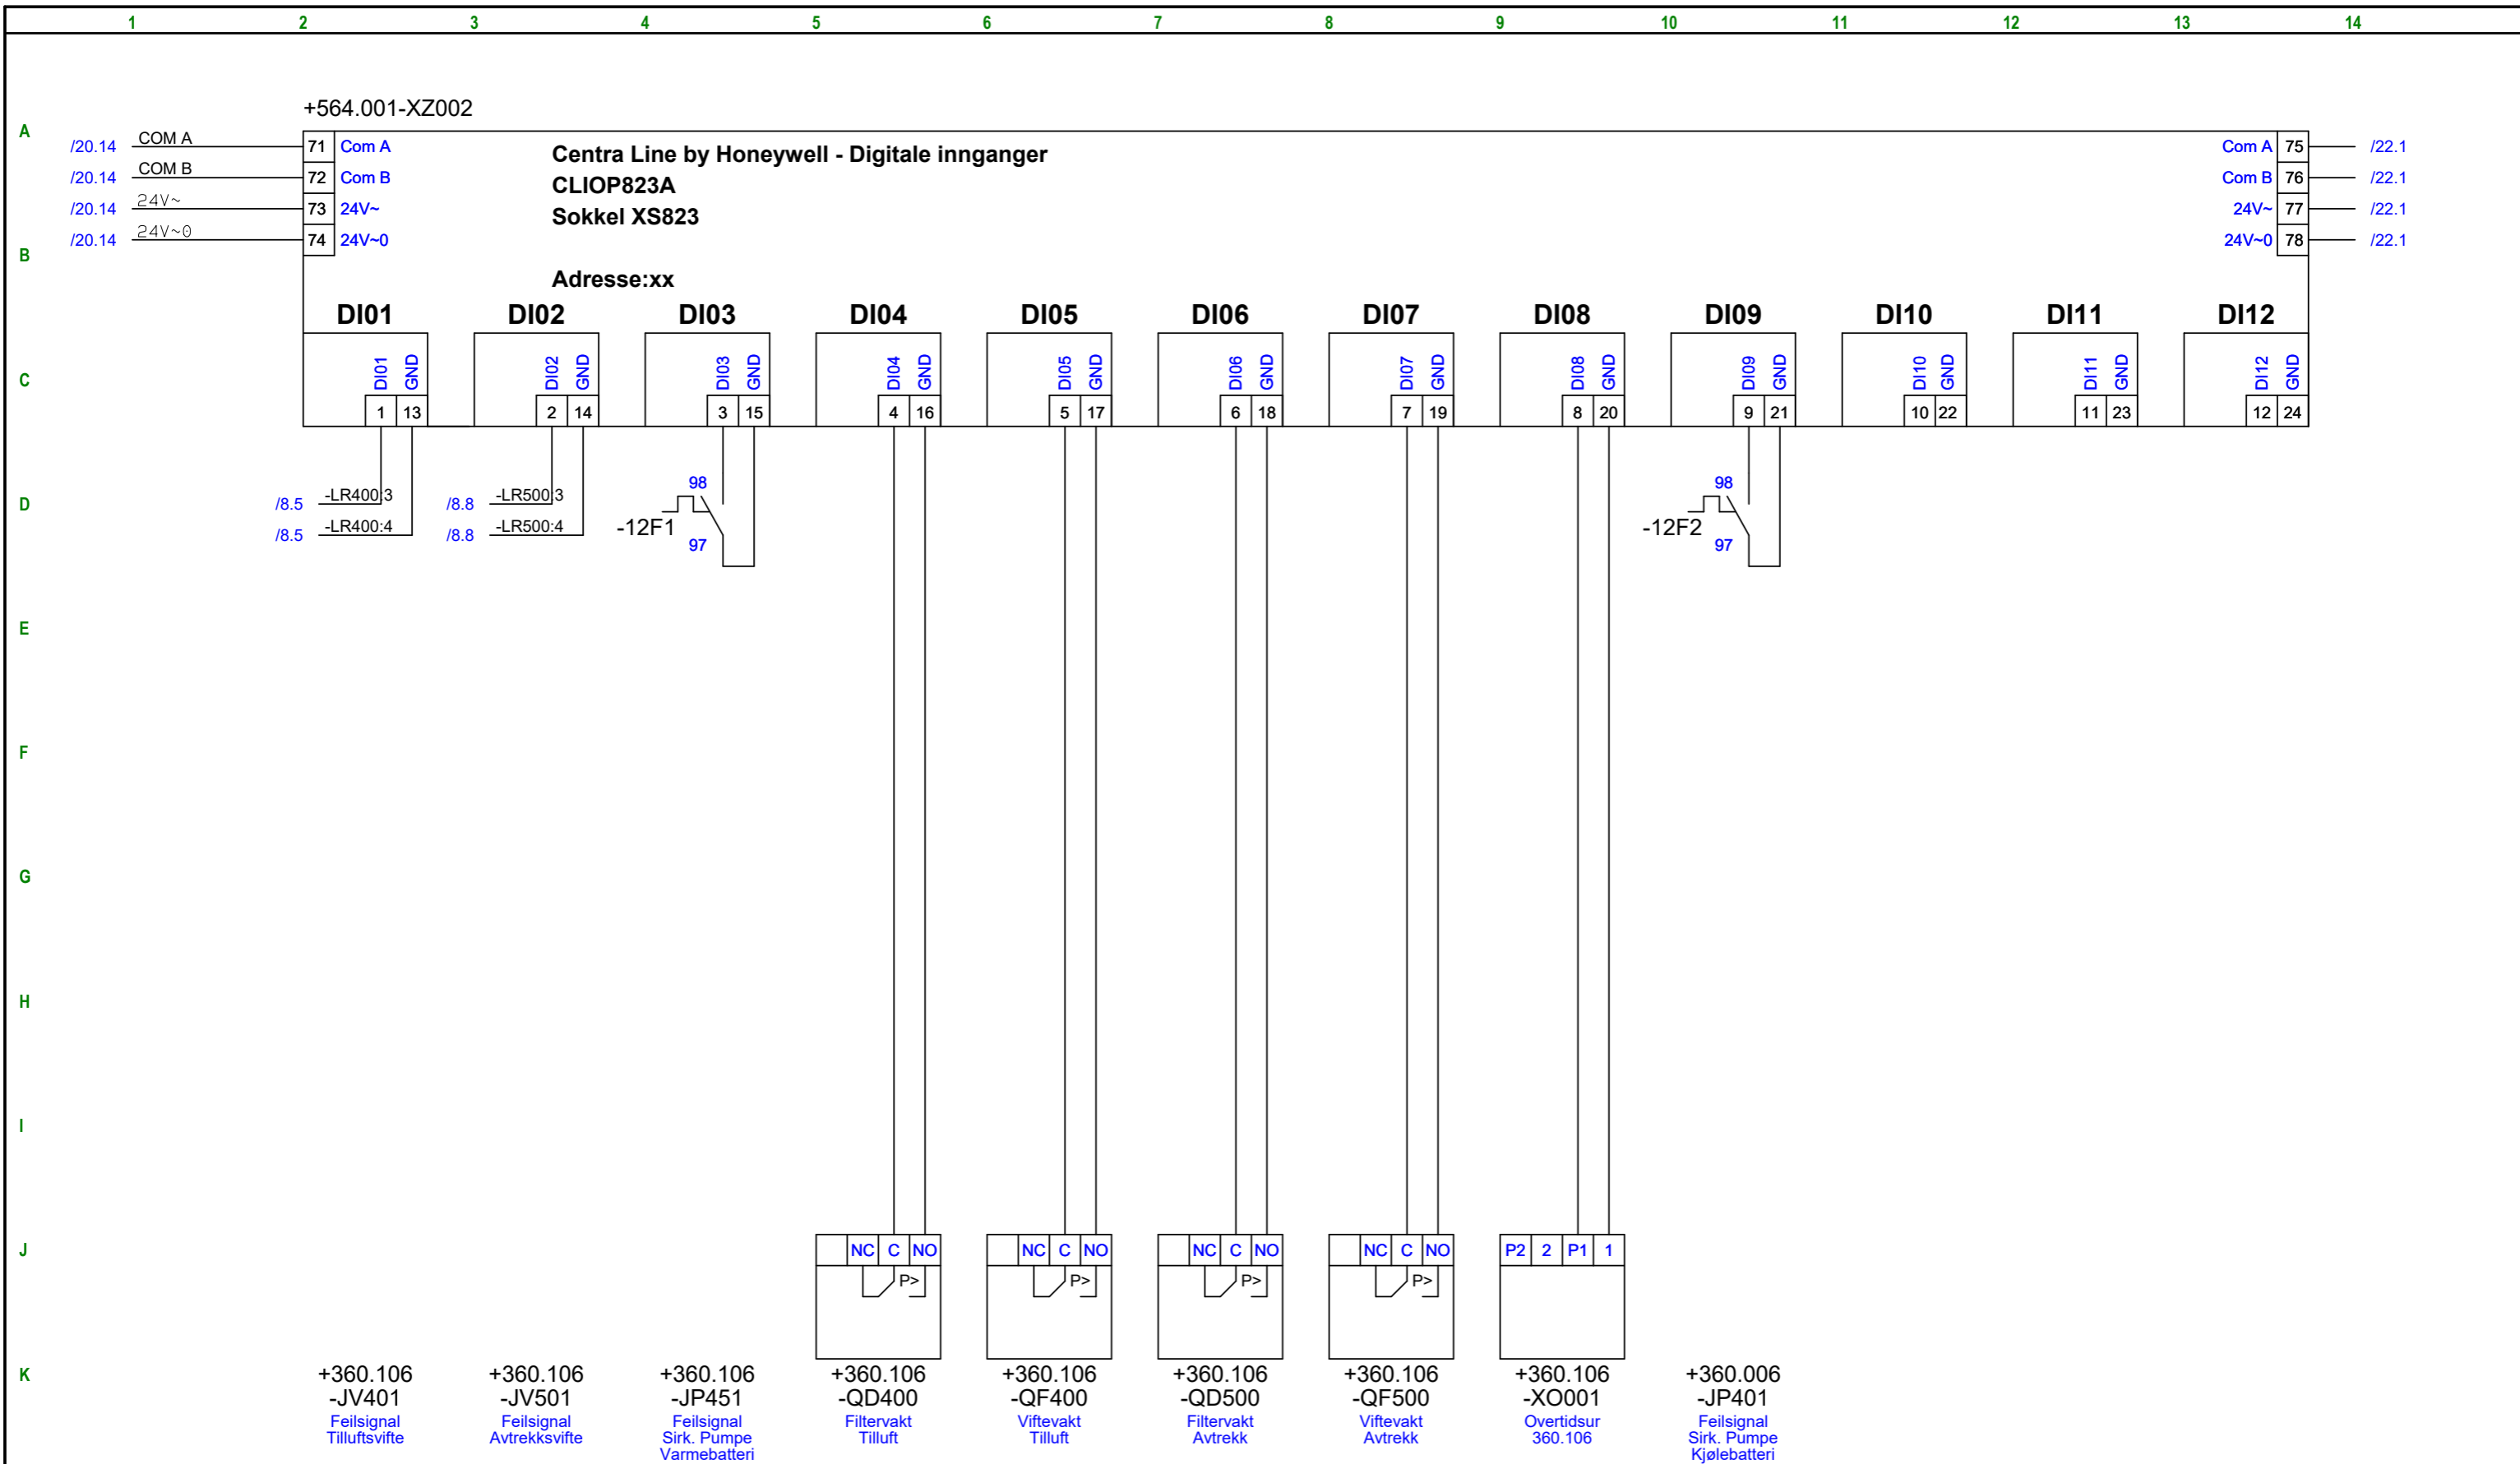 1 2 3 4 5 6 7 8 9 10 11 12 13 14
+564.001-XZ002
A
/20.14 COM A 71 Com A
Centra Line by Honeywell - Digitale innganger
Com A 75 /22.1
/20.14 COM B 72 Com B
CLIOP823A
Com B 76 /22.1
/20.14 24V~ 73 24V~
Sokkel XS823
24V~ 77 /22.1
/20.14 24V~0 74 24V~0
24V~0 78 /22.1
B
Adresse:xx
DI01 DI02 DI03 DI04 DI05 DI06 DI07 DI08 DI09 DI10 DI11 DI12
C
DI01 GND DI02 GND DI03 GND DI04 GND DI05 GND DI06 GND DI07 GND DI08 GND DI09 GND DI10 GND DI11 GND DI12 GND
1 13 2 14 3 15 4 16 5 17 6 18 7 19 8 20 9 21 10 22 11 23 12 24
98 98
D
/8.5 -LR400:3 /8.8 -LR500:3
/8.5 -LR400:4 /8.8 -LR500:4 -12F1 -12F2
97 97
E
F
G
H
I
J
NC C NO NC C NO NC C NO NC C NO P2 2 P1 1
P> P> P> P>
K
+360.106 +360.106 +360.106 +360.106 +360.106 +360.106 +360.106 +360.106 +360.006
-JV401 -JV501 -JP451 -QD400 -QF400 -QD500 -QF500 -XO001 -JP401
Feilsignal Feilsignal Feilsignal Filtervakt Viftevakt Filtervakt Viftevakt Overtidsur Feilsignal
Tilluftsvifte Avtrekksvifte Sirk. Pumpe Tilluft Tilluft Avtrekk Avtrekk 360.106 Sirk. Pumpe
Varmebatteri Kjølebatteri